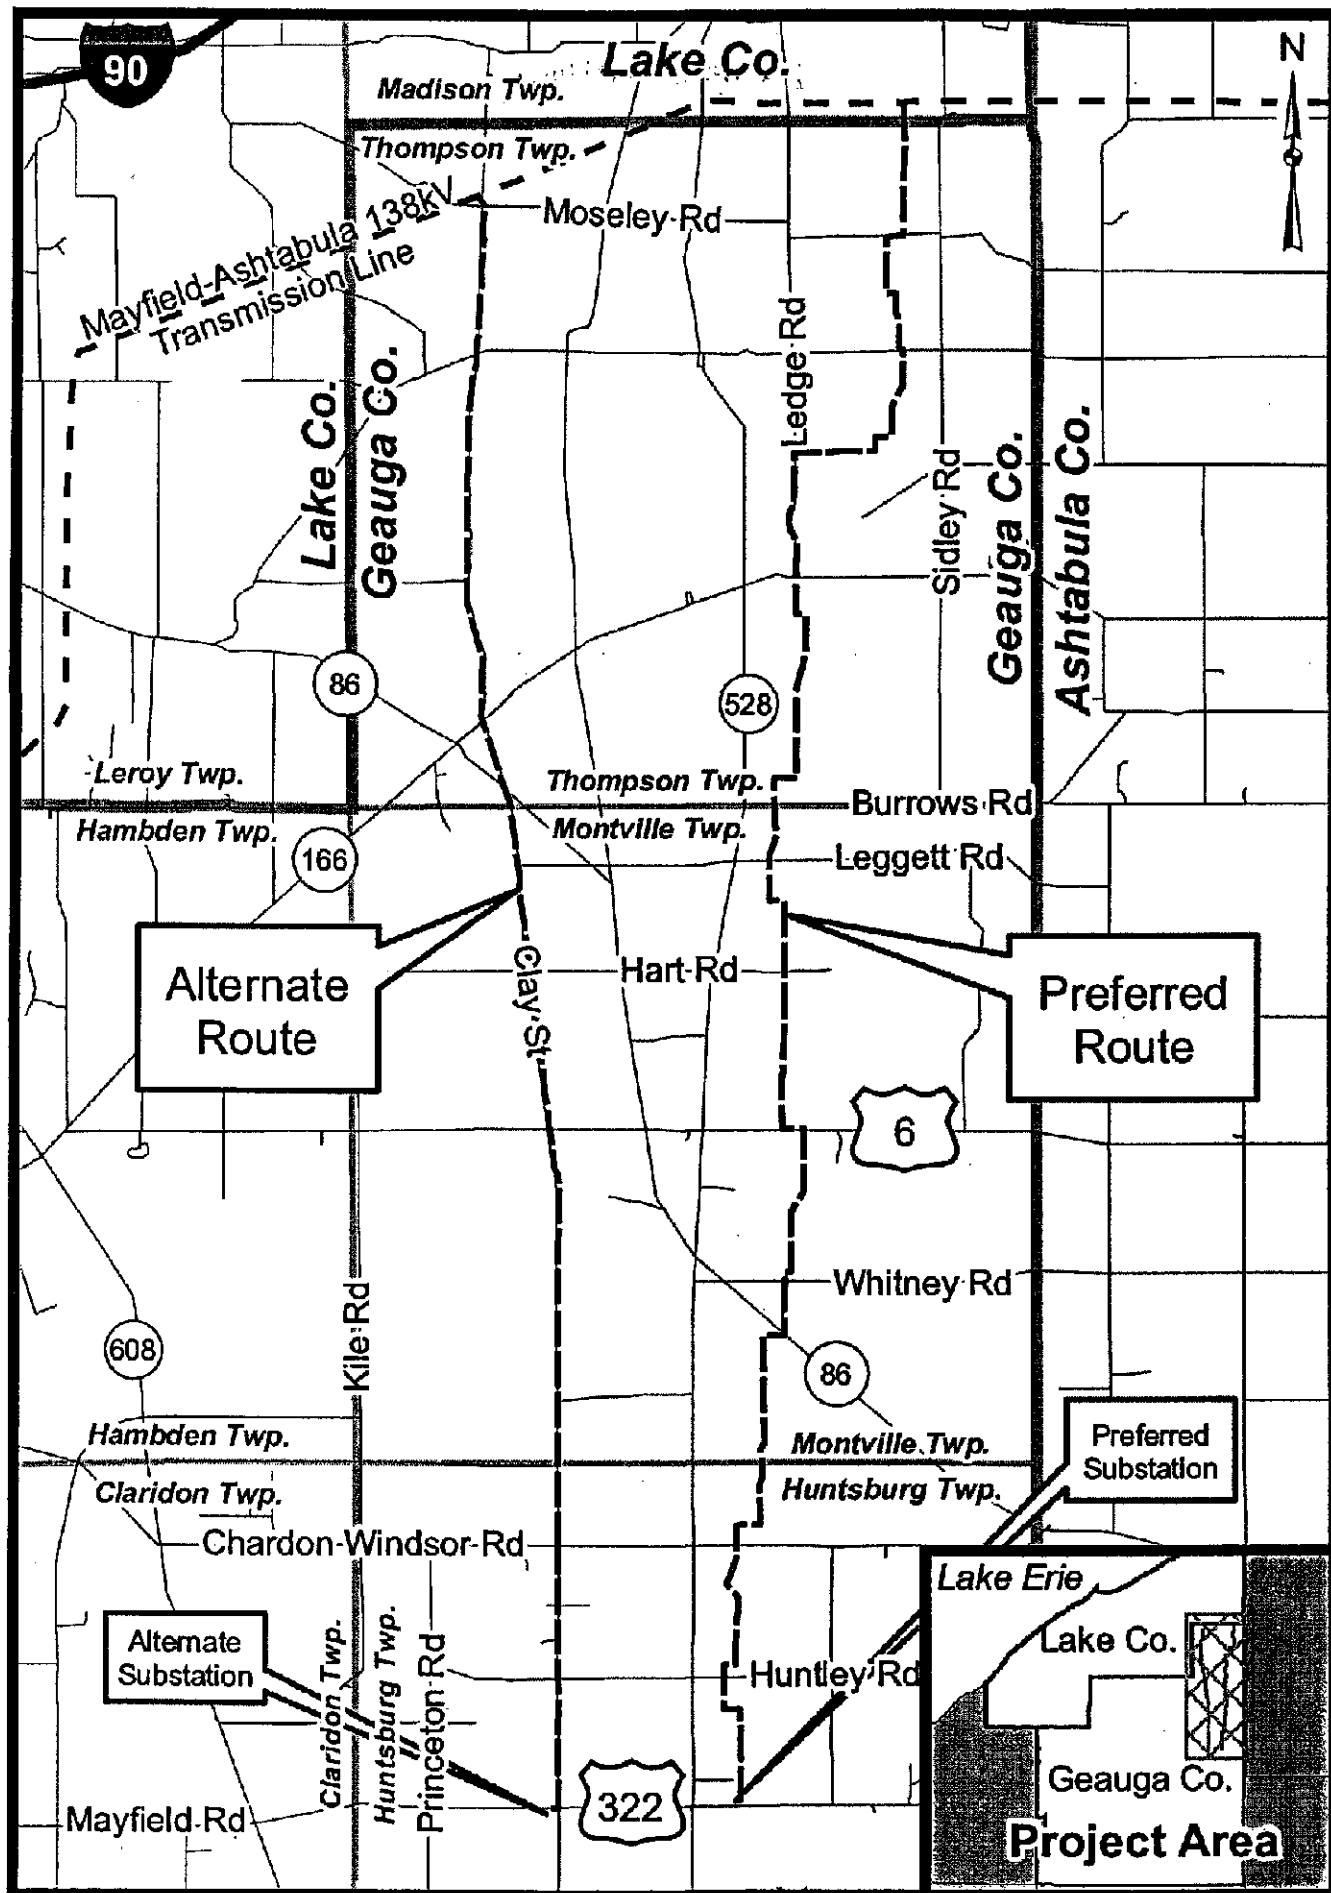 90
Lake Co.
N
Madison Twp.
Thompson Twp.
Moseley Rd
Mayfield-Ashtabula 138kV
Transmission Line
Ledge Rd
Lake Co.
Geauga Co.
Sidley Rd
Geauga Co.
Ashtabula Co.
86
528
Leroy Twp.
Thompson Twp.
Burrows Rd
Hambden Twp.
Montville Twp.
166
Leggett Rd
Alternate
Route
Clay St
Hart Rd
Preferred
Route
6
Whitney Rd
Kile Rd
608
86
Hambden Twp.
Montville Twp.
Preferred
Substation
Claridon Twp.
Huntsburg Twp.
Chardon-Windsor Rd
Alternate
Substation
Claridon Twp.
Huntsburg Twp.
Princeton Rd
Huntley Rd
Mayfield Rd
322
Lake Erie
Lake Co.
Geauga Co.
Project Area